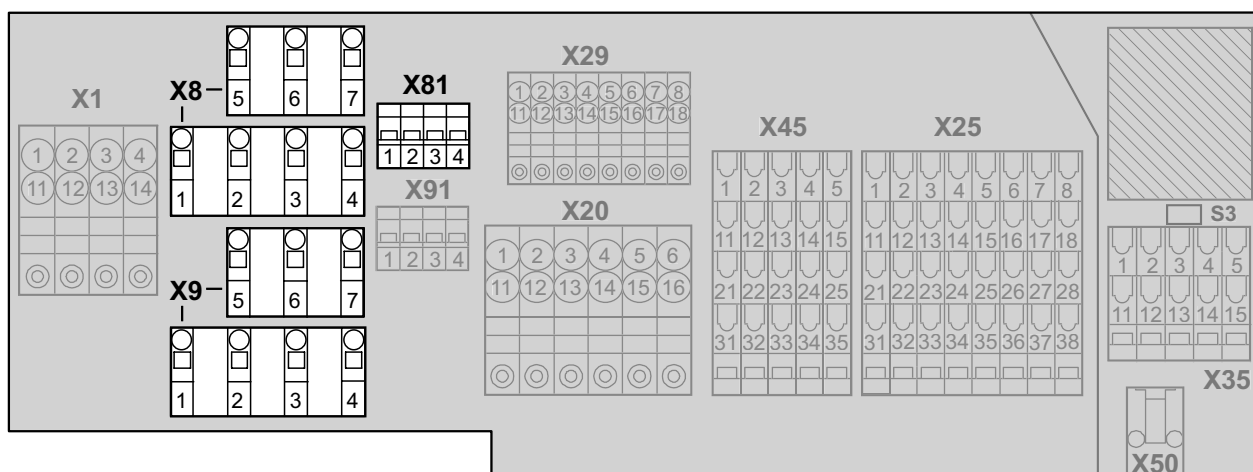 X1
1 2 3 4
11 12 13 14
X8
5 6 7
1 2 3 4
X9
5 6 7
1 2 3 4
X81
1 2 3 4
X91
1 2 3 4
X29
1 2 3 4 5 6 7 8
11 12 13 14 15 16 17 18
X20
1 2 3 4 5 6
11 12 13 14 15 16
X45
1 2 3 4 5
11 12 13 14 15
21 22 23 24 25
31 32 33 34 35
X25
1 2 3 4 5 6 7 8
11 12 13 14 15 16 17 18
21 22 23 24 25 26 27 28
31 32 33 34 35 36 37 38
S3
1 2 3 4 5
11 12 13 14 15
X35
X50